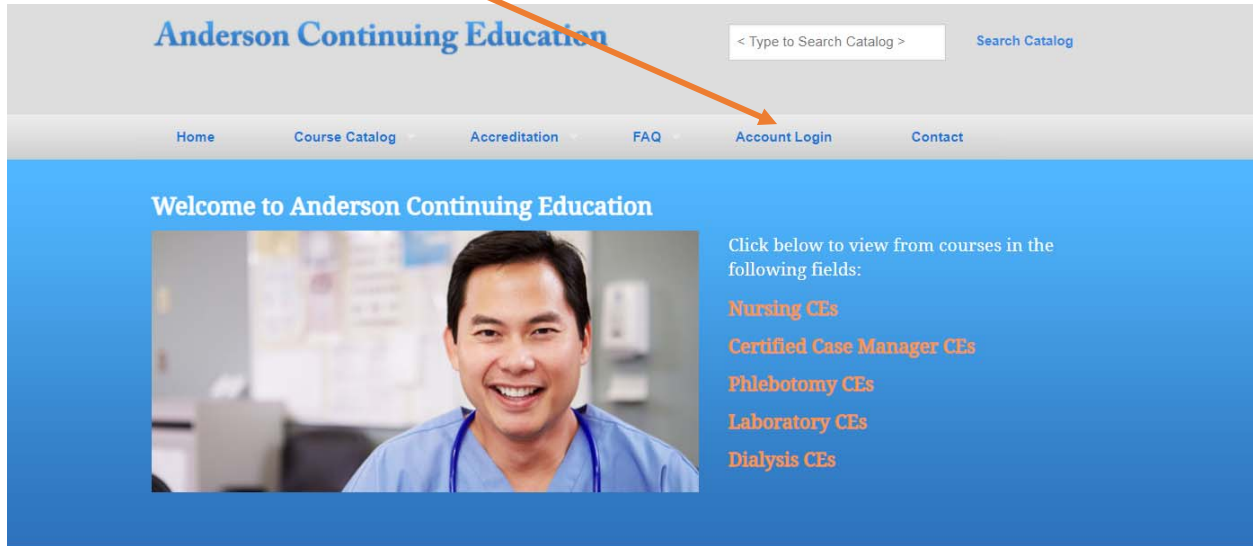 Anderson Continuing Education
< Type to Search Catalog >
Search Catalog
Home
Course Catalog
Accreditation
FAQ
Account Login
Contact
Welcome to Anderson Continuing Education
Click below to view from courses in the
following fields:
Nursing CEs
Certified Case Manager CEs
Phlebotomy CEs
Laboratory CEs
Dialysis CEs